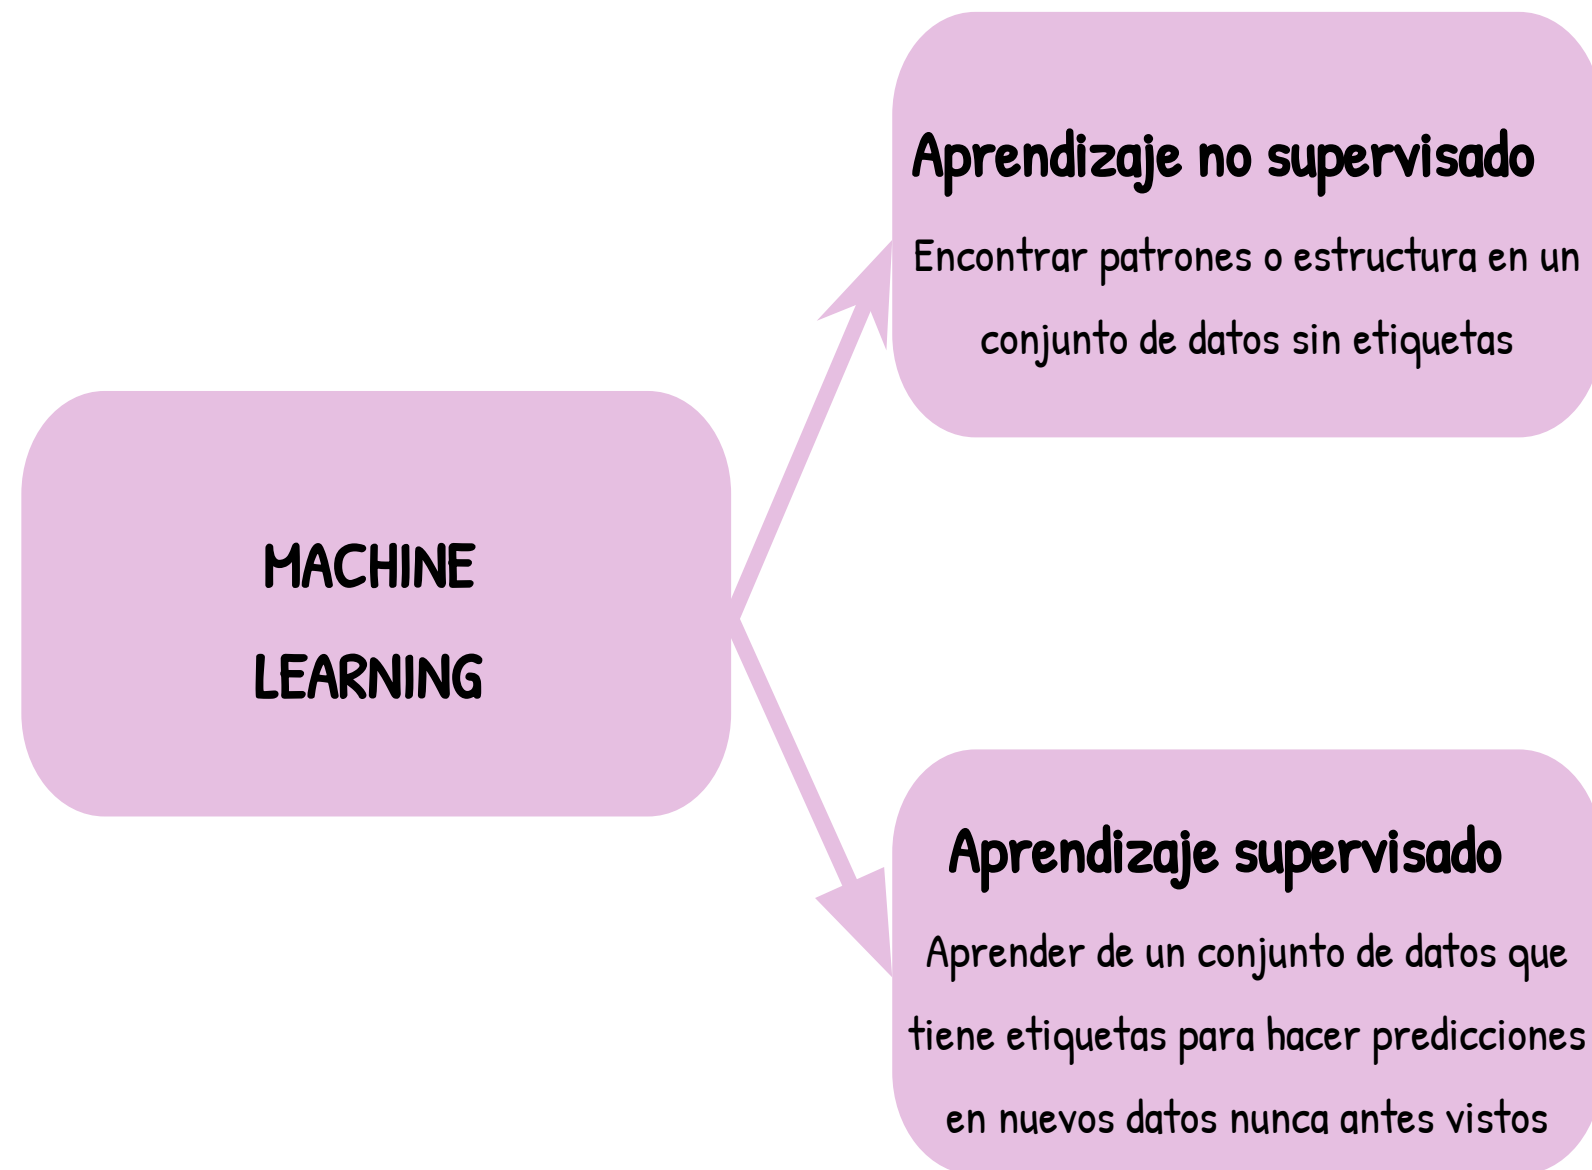 MACHINE
LEARNING
Aprendizaje no supervisado
Encontrar patrones o estructura en un
conjunto de datos sin etiquetas
Aprendizaje supervisado
Aprender de un conjunto de datos que
tiene etiquetas para hacer predicciones
en nuevos datos nunca antes vistos